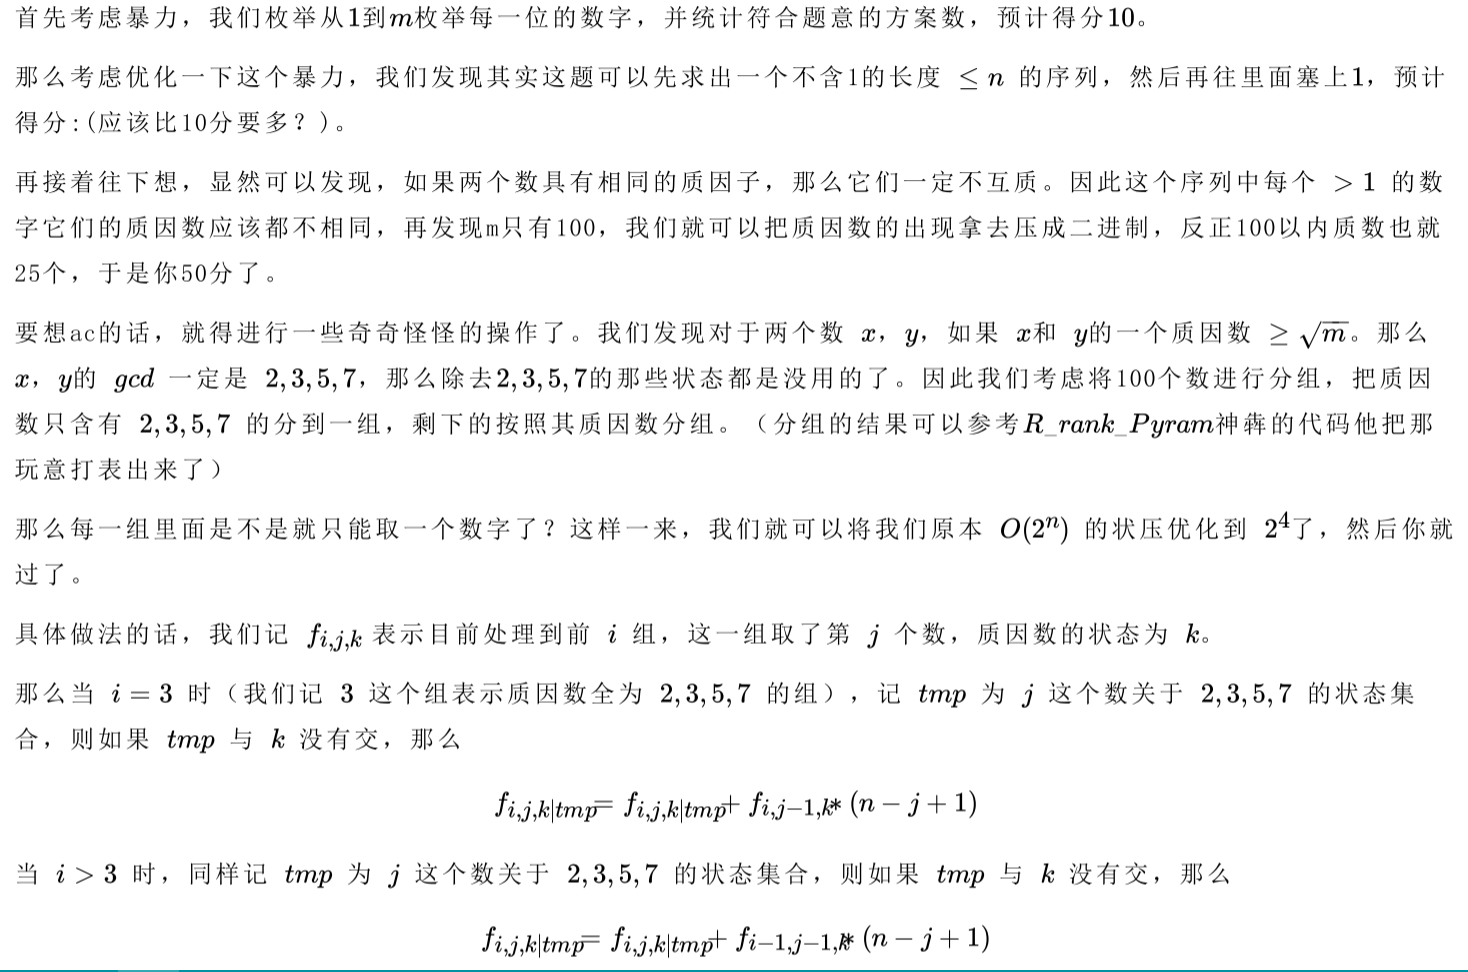 首先考虑暴力，我们枚举从1到m枚举每一位的数字，并统计符合题意的方案数，预计得分10。
那么考虑优化一下这个暴力，我们发现其实这题可以先求出一个不含1的长度 ≤ n 的序列，然后再往里面塞上1，预计
得分:(应该比10分要多？)。
再接着往下想，显然可以发现，如果两个数具有相同的质因子，那么它们一定不互质。因此这个序列中每个 > 1 的数
字它们的质因数应该都不相同，再发现m只有100，我们就可以把质因数的出现拿去压成二进制，反正100以内质数也就
25个，于是你50分了。
要想ac的话，就得进行一些奇奇怪怪的操作了。我们发现对于两个数 x，y，如果 x和 y的一个质因数 ≥ √m。那么
x，y的 gcd 一定是 2,3,5,7，那么除去2,3,5,7的那些状态都是没用的了。因此我们考虑将100个数进行分组，把质因
数只含有 2,3,5,7 的分到一组，剩下的按照其质因数分组。（分组的结果可以参考R_rank_Pyram神犇的代码他把那
玩意打表出来了）
那么每一组里面是不是就只能取一个数字了？这样一来，我们就可以将我们原本 O(2ⁿ) 的状压优化到 2⁴了，然后你就
过了。
具体做法的话，我们记 f_{i,j,k} 表示目前处理到前 i 组，这一组取了第 j 个数，质因数的状态为 k。
那么当 i = 3 时（我们记 3 这个组表示质因数全为 2,3,5,7 的组），记 tmp 为 j 这个数关于 2,3,5,7 的状态集
合，则如果 tmp 与 k 没有交，那么
f_{i,j,k|tmp} = f_{i,j,k|tmp} + f_{i,j−1,k} * (n − j + 1)
当 i > 3 时，同样记 tmp 为 j 这个数关于 2,3,5,7 的状态集合，则如果 tmp 与 k 没有交，那么
f_{i,j,k|tmp} = f_{i,j,k|tmp} + f_{i−1,j−1,k} * (n − j + 1)